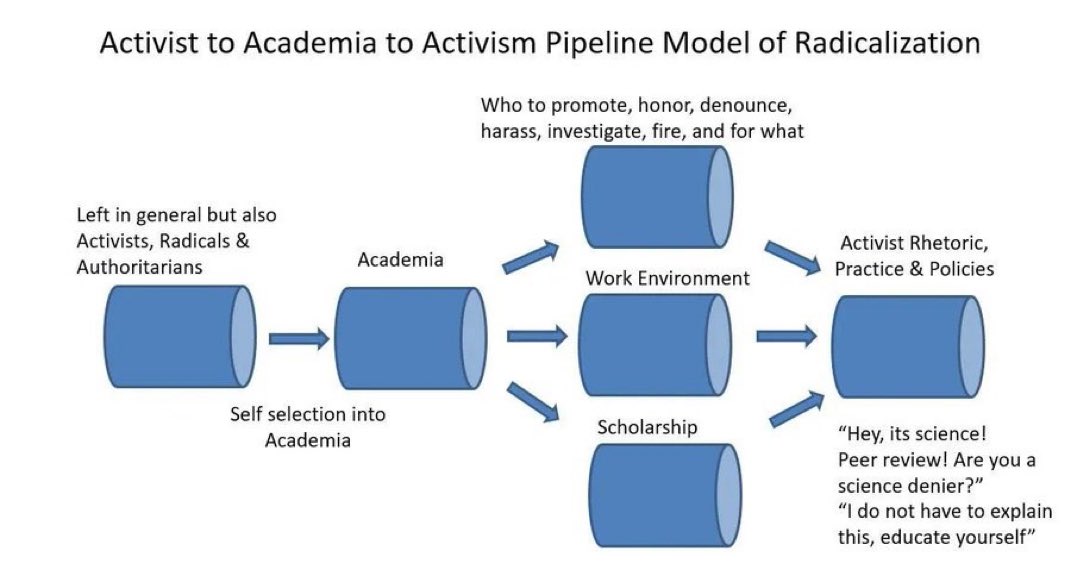 Activist to Academia to Activism Pipeline Model of Radicalization
Who to promote, honor, denounce,
harass, investigate, fire, and for what
Left in general but also
Activists, Radicals &
Authoritarians
Academia
Work Environment
Activist Rhetoric,
Practice & Policies
Self selection into
Academia
Scholarship
“Hey, its science!
Peer review! Are you a
science denier?”
“I do not have to explain
this, educate yourself”